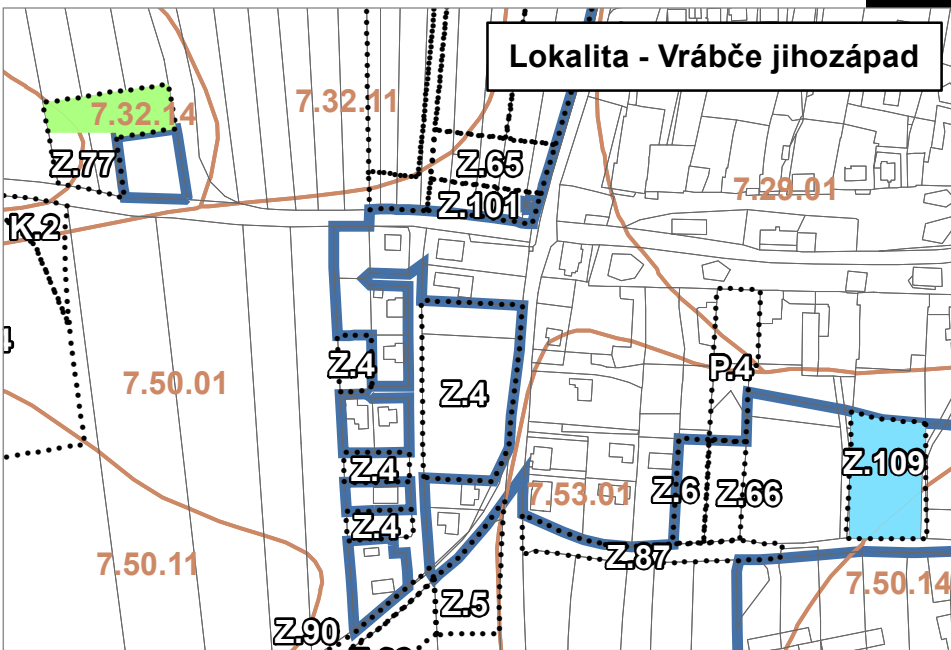 Lokalita - Vrábče jihozápad
7.32.14
7.32.11
Z.77
Z.65
7.29.01
Z.101
K.2
Z.4
P.4
7.50.01
Z.4
Z.4
Z.109
7.53.01
Z.6
Z.66
Z.4
Z.87
7.50.11
7.50.14
Z.5
Z.90